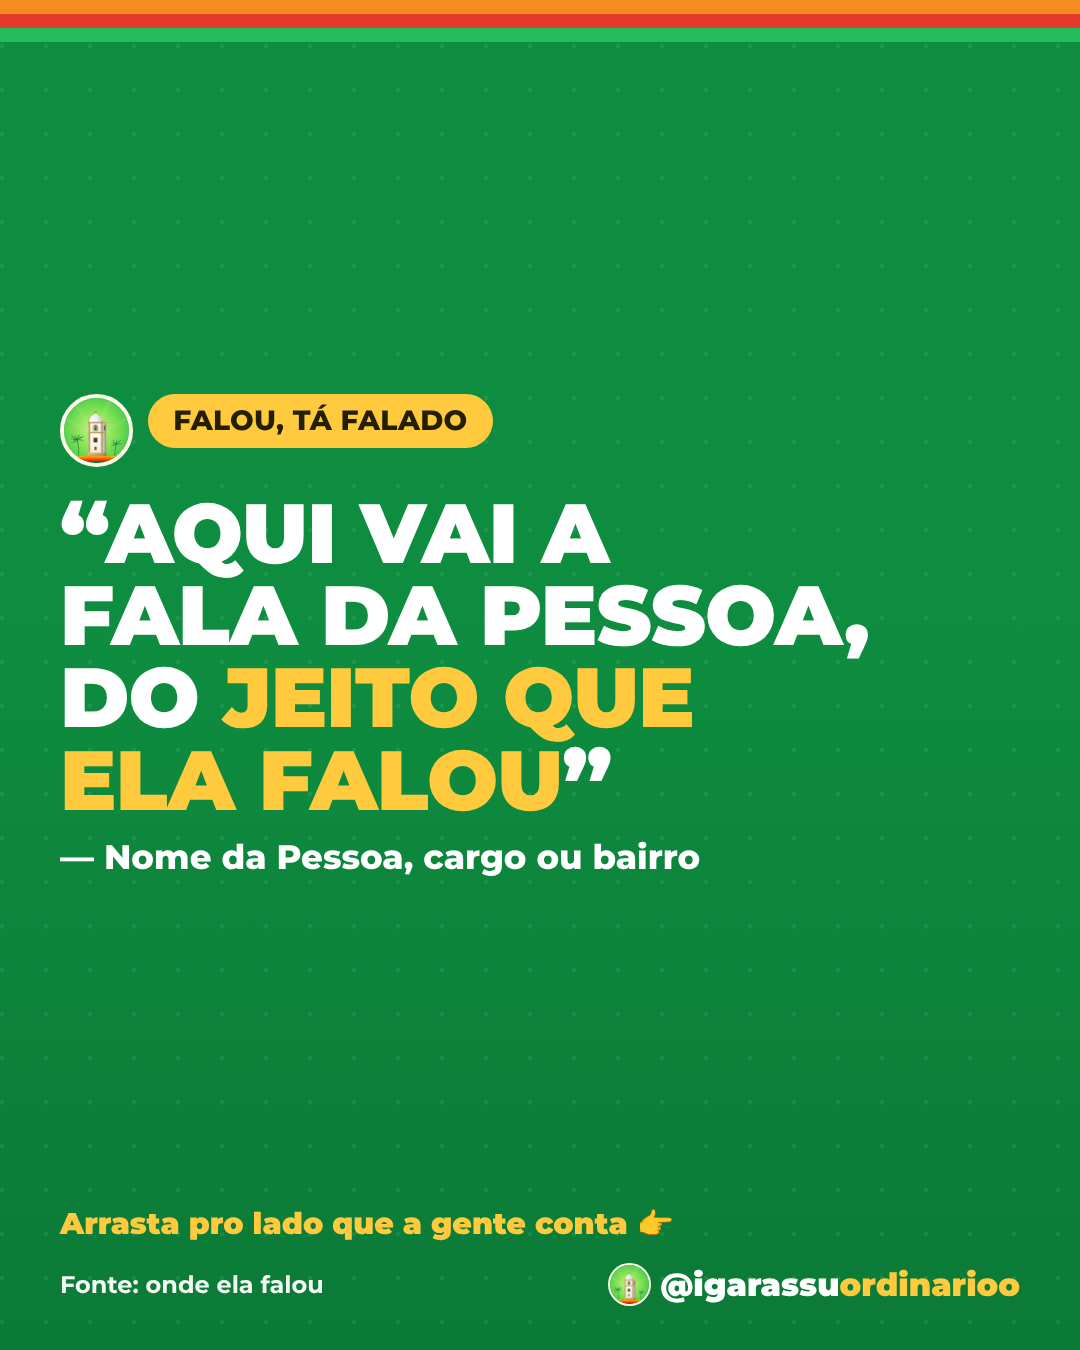 FALOU, TÁ FALADO
“AQUI VAI A
FALA DA PESSOA,
DO JEITO QUE
ELA FALOU”
— Nome da Pessoa, cargo ou bairro
Arrasta pro lado que a gente conta 👉
Fonte: onde ela falou
@igarassuordinarioo